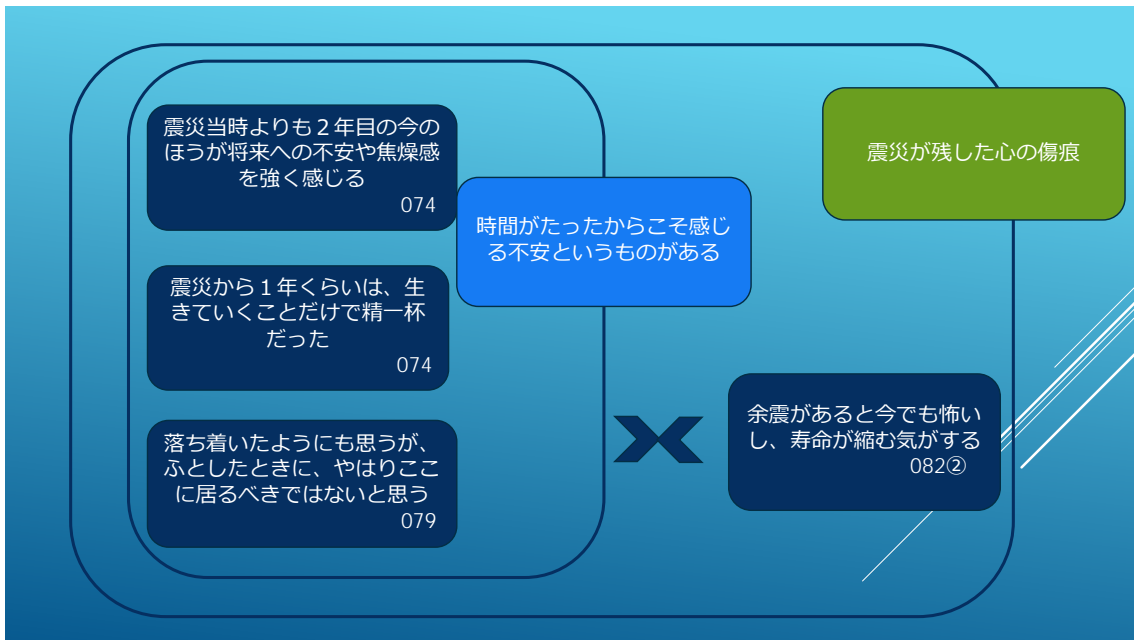 震災当時よりも２年目の今の
ほうが将来への不安や焦燥感
を強く感じる
074
時間がたったからこそ感じ
る不安というものがある
震災が残した心の傷痕
震災から１年くらいは、生
きていくことだけで精一杯
だった
074
落ち着いたようにも思うが、
ふとしたときに、やはりここ
に居るべきではないと思う
079
余震があると今でも怖い
し、寿命が縮む気がする
082②